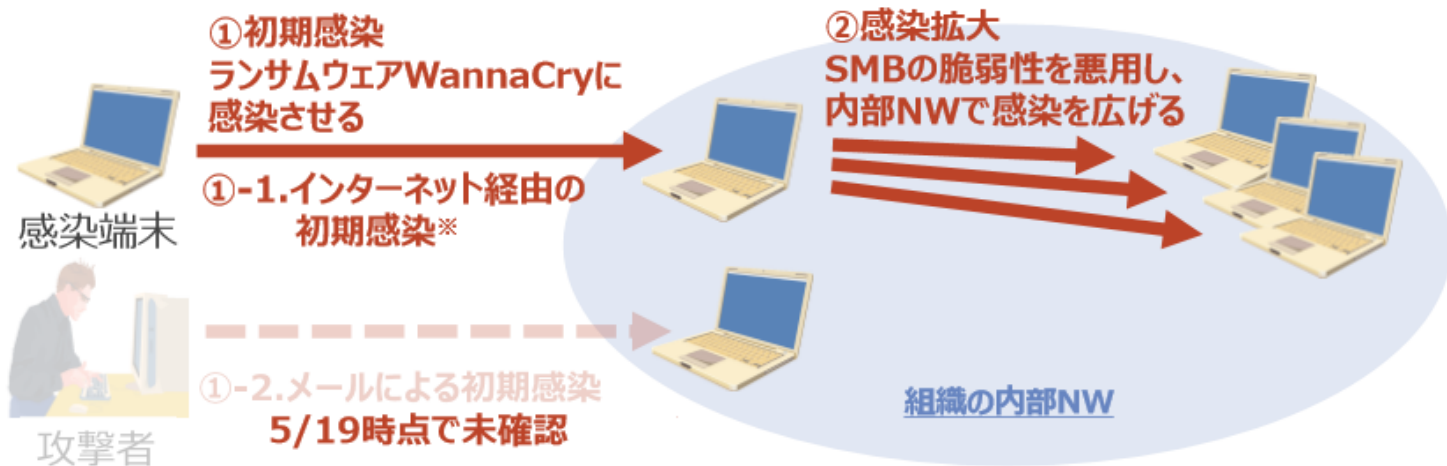 ①初期感染
ランサムウェアWannaCryに
感染させる
①-1.インターネット経由の
初期感染※
感染端末
②感染拡大
SMBの脆弱性を悪用し、
内部NWで感染を広げる
①-2.メールによる初期感染
5/19時点で未確認
攻撃者
組織の内部NW